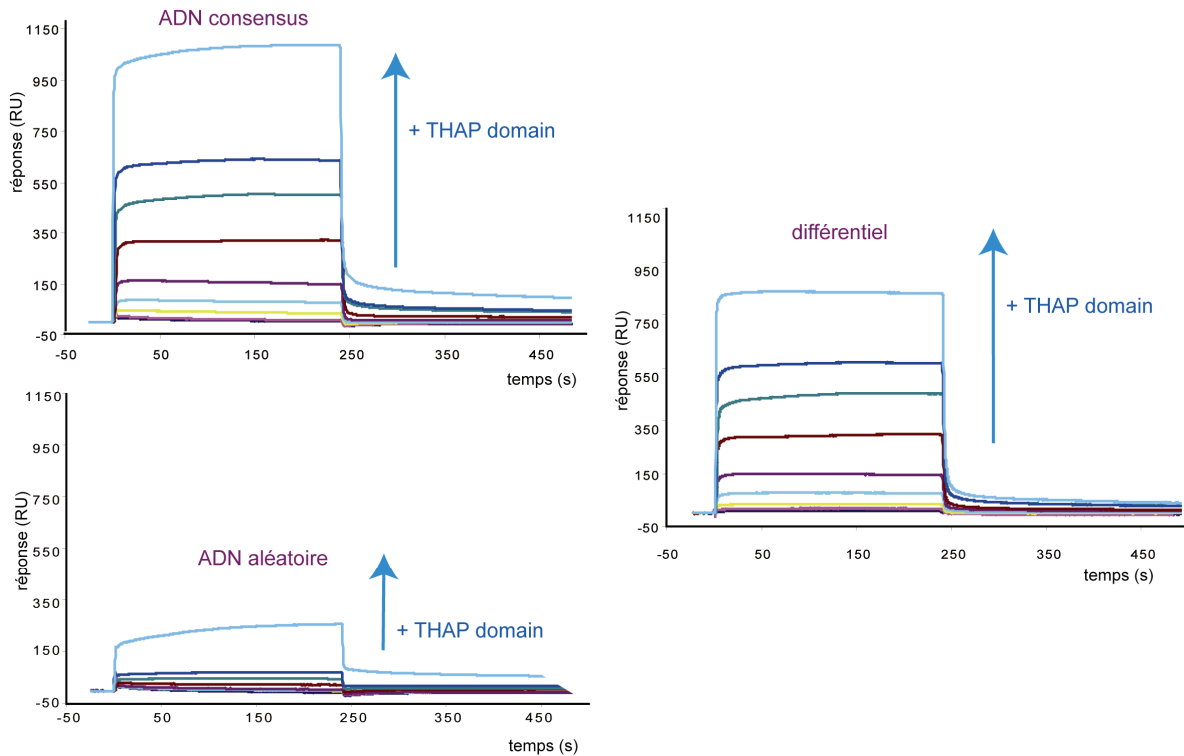 ADN consensus
1150
950
750
550
350
150
-50
réponse (RU)
+ THAP domain
-50 50 150 250 350 450
temps (s)
ADN aléatoire
1150
950
750
550
350
150
-50
réponse (RU)
+ THAP domain
-50 50 150 250 350 450
temps (s)
différentiel
1150
950
750
550
350
150
-50
réponse (RU)
+ THAP domain
-50 50 150 250 350 450
temps (s)